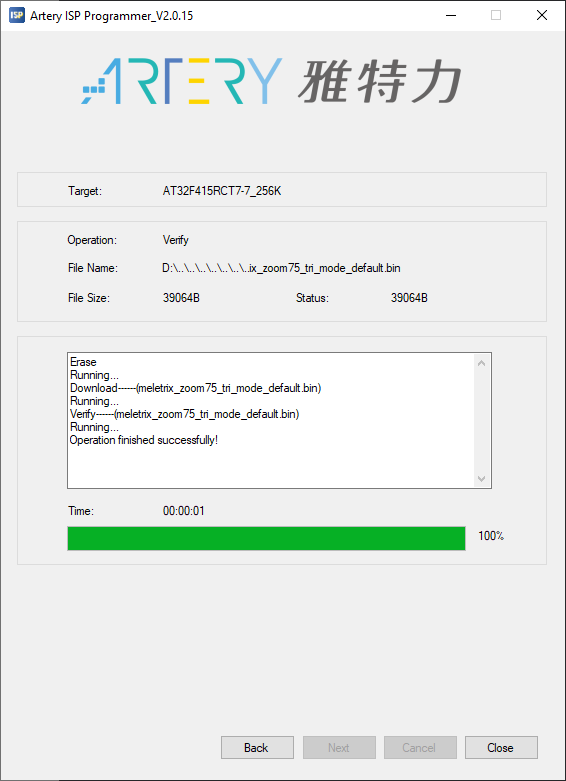 ISP Artery ISP Programmer_V2.0.15
ARTERY 雅特力
Target: AT32F415RCT7-7_256K
Operation: Verify
File Name: D:\..\..\..\..\..\..\..ix_zoom75_tri_mode_default.bin
File Size: 39064B Status: 39064B
Erase
Running...
Download------(meletrix_zoom75_tri_mode_default.bin)
Running...
Verify------(meletrix_zoom75_tri_mode_default.bin)
Running...
Operation finished successfully!
Time: 00:00:01
100%
Back Next Cancel Close